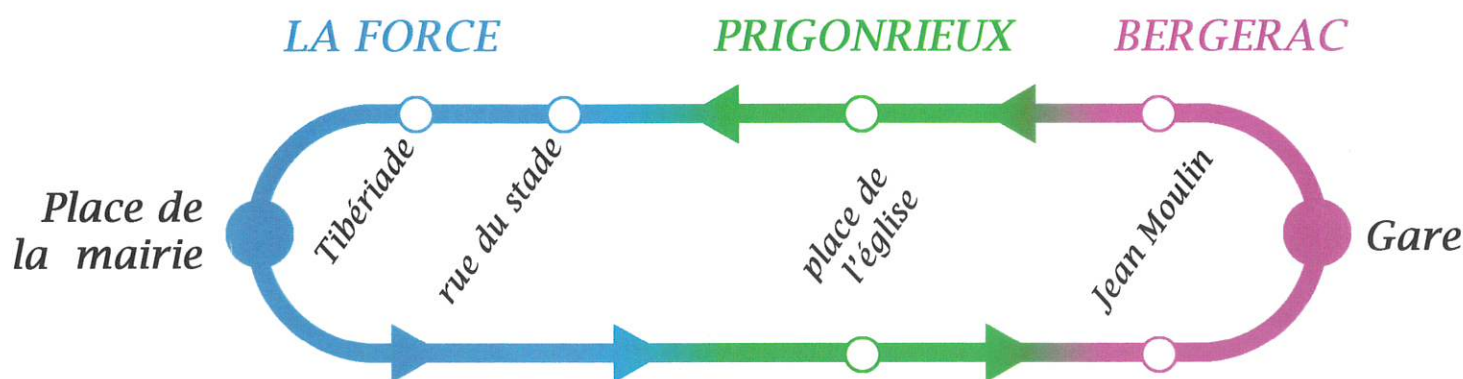 LA FORCE
PRIGONRIEUX
BERGERAC
Place de
la mairie
Tibériade
rue du stade
place de
l'église
Jean Moulin
Gare